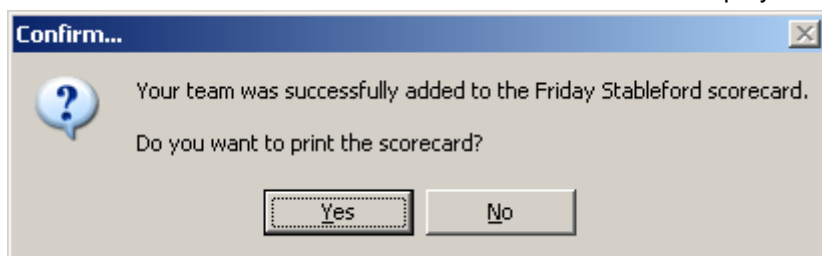 Confirm...
Your team was successfully added to the Friday Stableford scorecard.
Do you want to print the scorecard?
Yes No